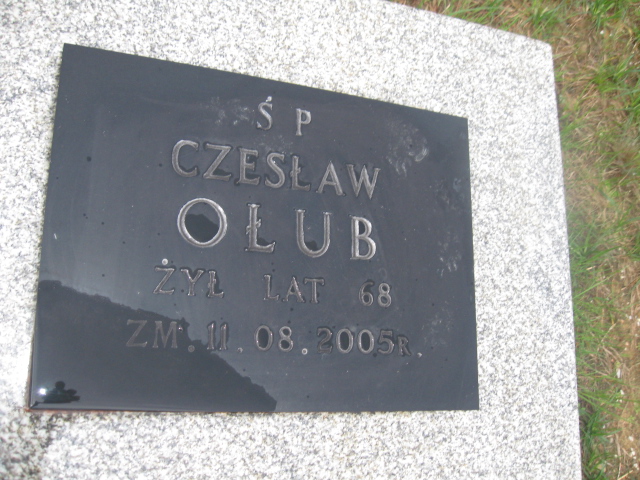 Ś P
CZESŁAW
OŁUB
ŻYŁ LAT 68
ZM. 11. 08. 2005R